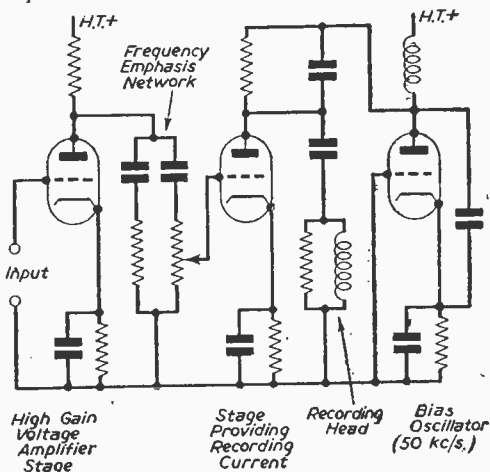 H.T.+
H.T.+
Frequency
Emphasis
Network
Input
High Gain
Voltage
Amplifier
Stage
Stage
Providing
Recording
Current
Recording
Head
Bias
Oscillator
(50 kc/s.)